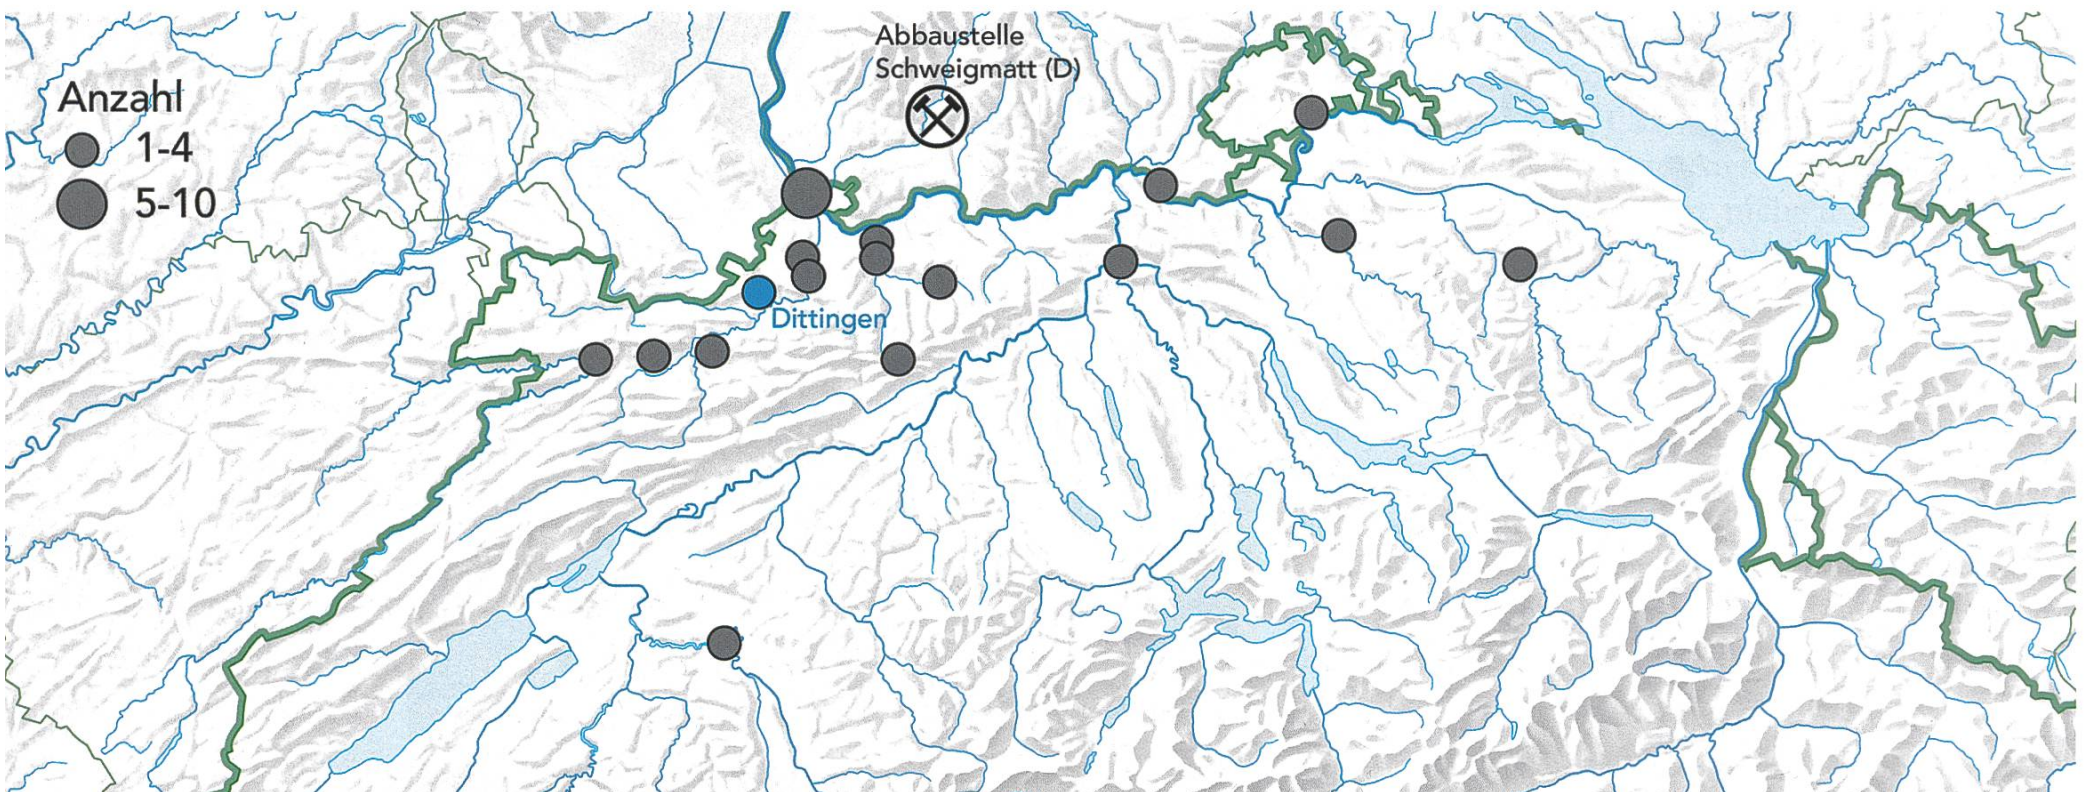 Abbaustelle
Schweigmatt (D)
Anzahl
1-4
5-10
Dittingen